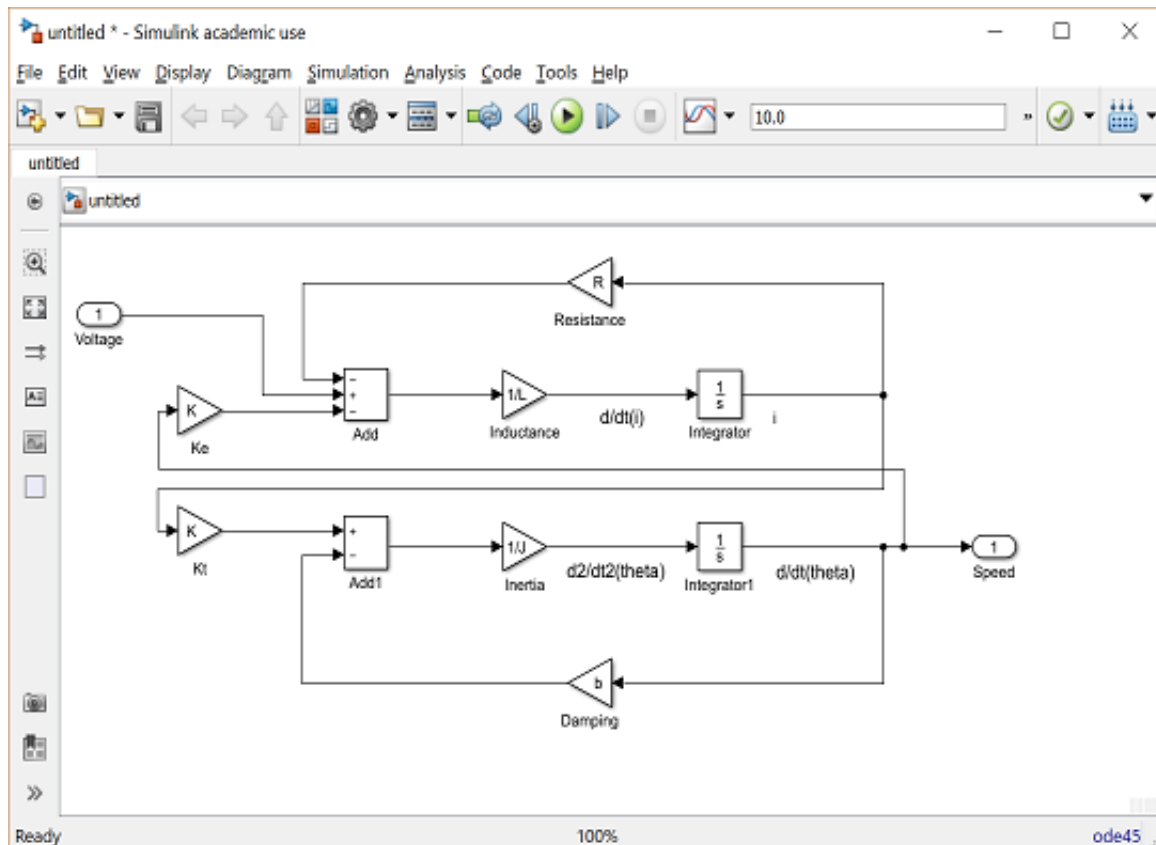 untitled * - Simulink academic use
File Edit View Display Diagram Simulation Analysis Code Tools Help
10.0 »
untitled
untitled
R
Resistance
1
Voltage
K
Ke
−
+
−
Add
1/L
Inductance
d/dt(i)
1
s
Integrator
i
K
Kt
+
−
Add1
1/J
Inertia
d2/dt2(theta)
1
s
Integrator1
d/dt(theta)
1
Speed
b
Damping
Ready 100% ode45